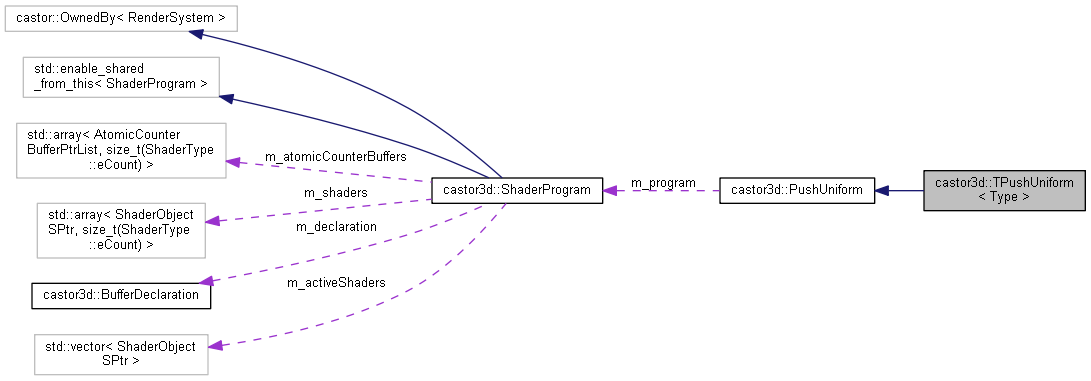 castor::OwnedBy< RenderSystem >
std::enable_shared
_from_this< ShaderProgram >
std::array< AtomicCounter
BufferPtrList, size_t(ShaderType
::eCount) >
m_atomicCounterBuffers
m_shaders
std::array< ShaderObject
SPtr, size_t(ShaderType
::eCount) >
m_declaration
castor3d::BufferDeclaration
m_activeShaders
std::vector< ShaderObject
SPtr >
castor3d::ShaderProgram
m_program
castor3d::PushUniform
castor3d::TPushUniform
< Type >